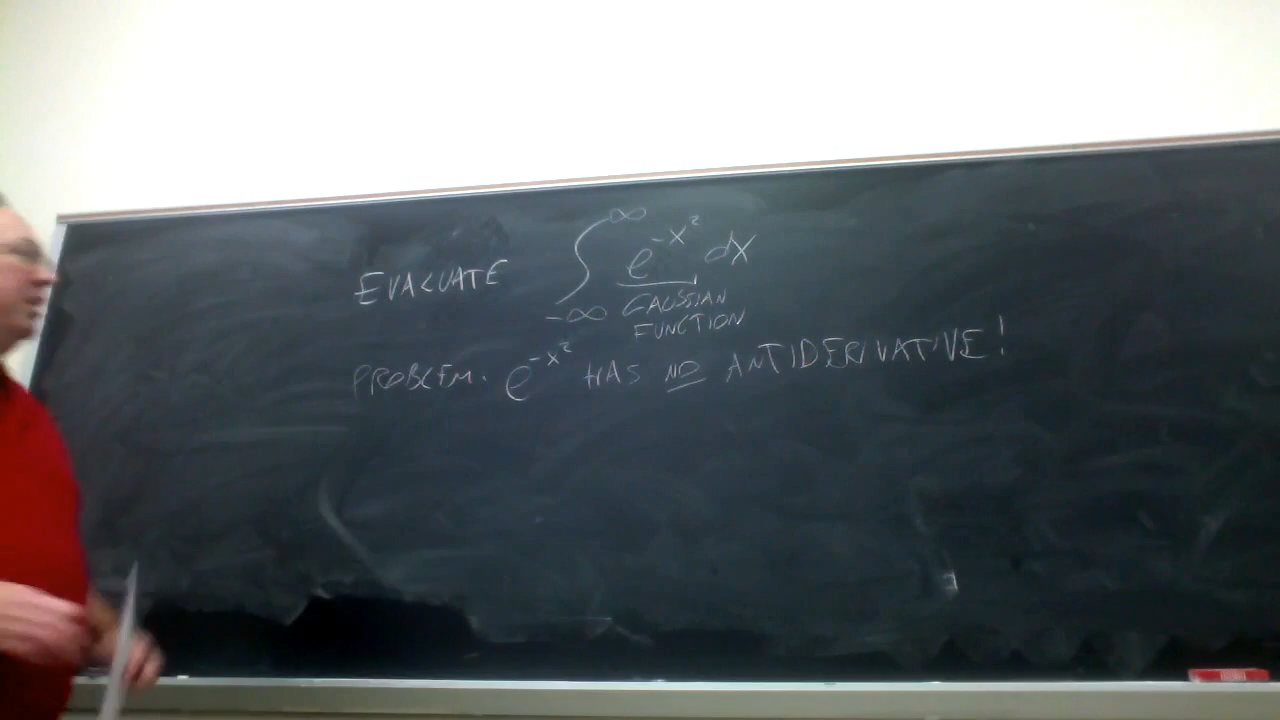 EVALUATE ∫_{-∞}^{∞} e^{-x²} dx
GAUSSIAN
FUNCTION
PROBLEM. e^{-x²} HAS NO ANTIDERIVATIVE!